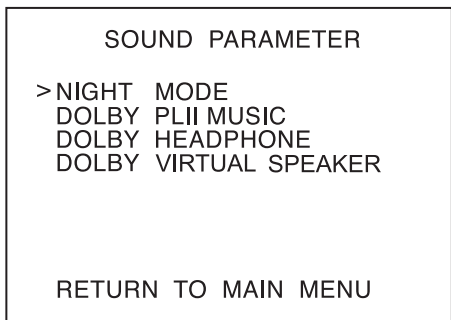 SOUND PARAMETER
>NIGHT MODE
DOLBY PLII MUSIC
DOLBY HEADPHONE
DOLBY VIRTUAL SPEAKER
RETURN TO MAIN MENU